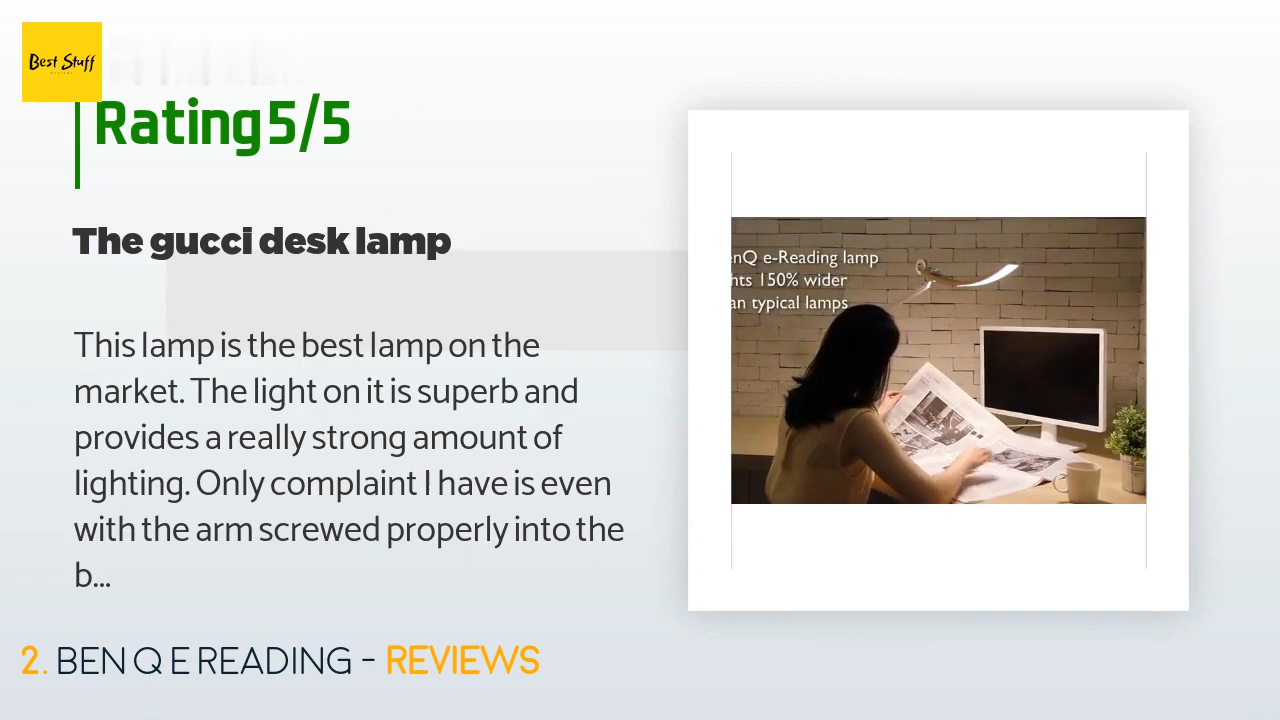 Best Stuff
Rating 5/5
The gucci desk lamp
This lamp is the best lamp on the
market. The light on it is superb and
provides a really strong amount of
lighting. Only complaint I have is even
with the arm screwed properly into the
b...
enQ e-Reading lamp
hts 150% wider
an typical lamps
2. BEN Q E READING - REVIEWS